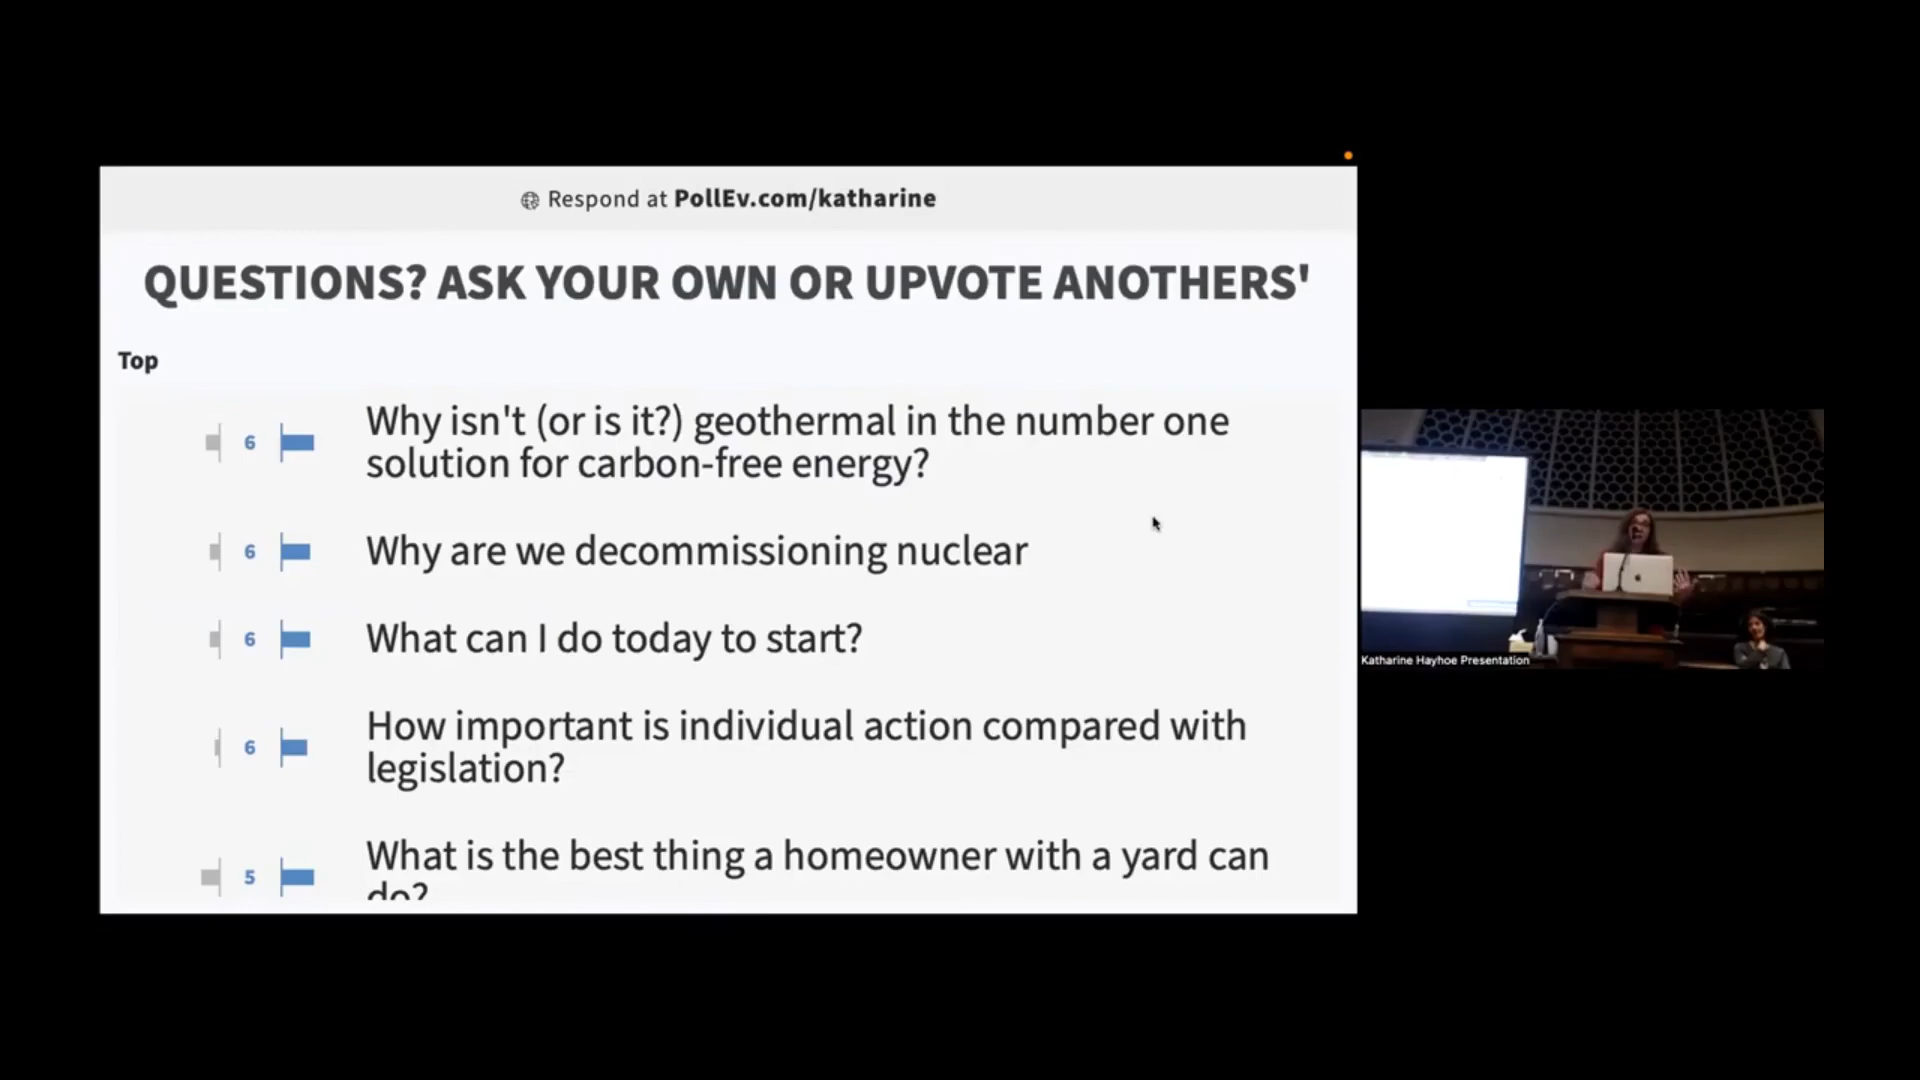 Respond at PollEv.com/katharine
QUESTIONS? ASK YOUR OWN OR UPVOTE ANOTHERS'
Top
6 Why isn't (or is it?) geothermal in the number one
solution for carbon-free energy?
6 Why are we decommissioning nuclear
6 What can I do today to start?
6 How important is individual action compared with
legislation?
5 What is the best thing a homeowner with a yard can
do?
Katharine Hayhoe Presentation